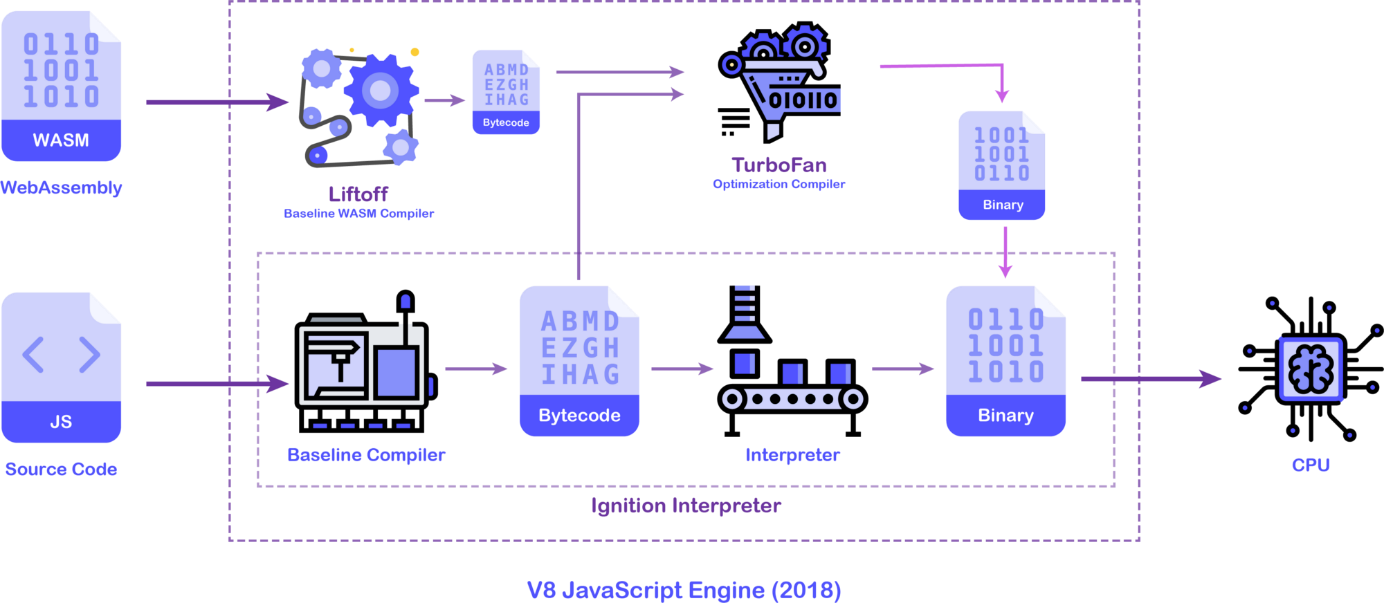 0110
1001
1010
WASM
WebAssembly
Liftoff
Baseline WASM Compiler
ABMD
EZGH
IHAG
Bytecode
010110
TurboFan
Optimization Compiler
1001
1001
0110
Binary
JS
Source Code
Baseline Compiler
ABMD
EZGH
IHAG
Bytecode
Interpreter
0110
1001
1010
Binary
CPU
Ignition Interpreter
V8 JavaScript Engine (2018)